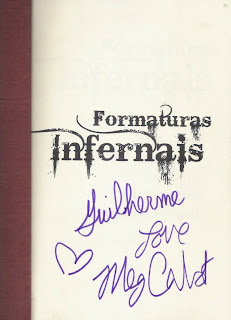 Formaturas
Infernais
Guilherme
Love
Meg Cabot